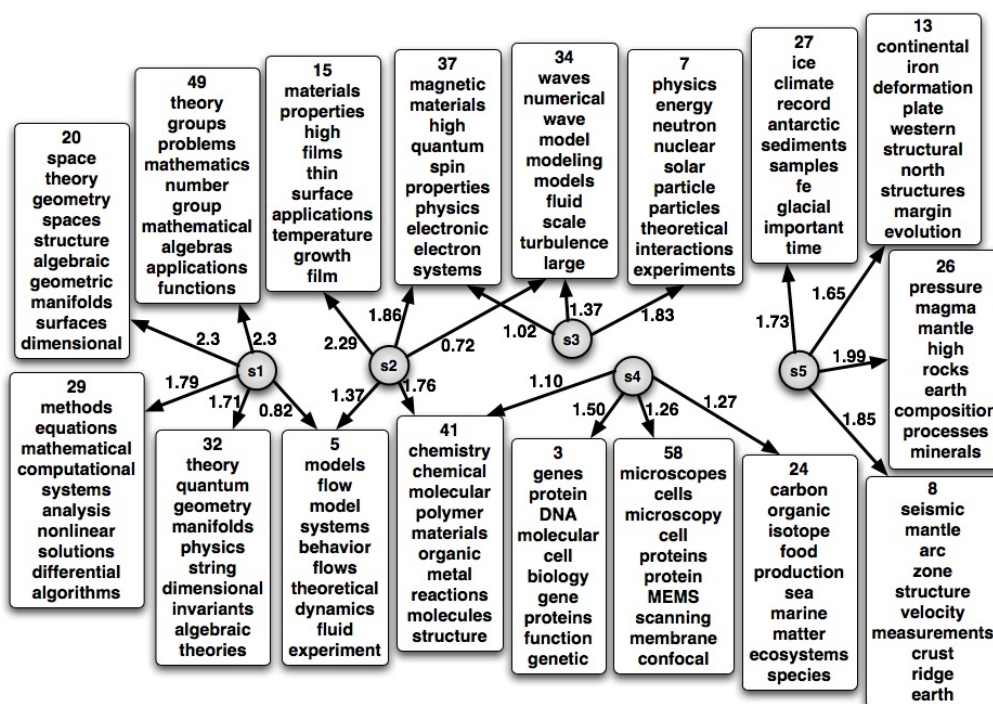 20
space
theory
geometry
spaces
structure
algebraic
geometric
manifolds
surfaces
dimensional
49
theory
groups
problems
mathematics
number
group
mathematical
algebras
applications
functions
15
materials
properties
high
films
thin
surface
applications
temperature
growth
film
37
magnetic
materials
high
quantum
spin
properties
physics
electronic
electron
systems
34
waves
numerical
wave
model
modeling
models
fluid
scale
turbulence
large
7
physics
energy
neutron
nuclear
solar
particle
particles
theoretical
interactions
experiments
27
ice
climate
record
antarctic
sediments
samples
fe
glacial
important
time
13
continental
iron
deformation
plate
western
structural
north
structures
margin
evolution
26
pressure
magma
mantle
high
rocks
earth
composition
processes
minerals
2.3
2.3
1.79
1.71
0.82
s1
2.29
1.86
0.72
1.37
1.76
s2
1.02
1.37
1.83
s3
1.10
1.50
1.26
1.27
s4
1.73
1.65
1.99
1.85
s5
29
methods
equations
mathematical
computational
systems
analysis
nonlinear
solutions
differential
algorithms
32
theory
quantum
geometry
manifolds
physics
string
dimensional
invariants
algebraic
theories
5
models
flow
model
systems
behavior
flows
theoretical
dynamics
fluid
experiment
41
chemistry
chemical
molecular
polymer
materials
organic
metal
reactions
molecules
structure
3
genes
protein
DNA
molecular
cell
biology
gene
proteins
function
genetic
58
microscopes
cells
microscopy
cell
proteins
protein
MEMS
scanning
membrane
confocal
24
carbon
organic
isotope
food
production
sea
marine
matter
ecosystems
species
8
seismic
mantle
arc
zone
structure
velocity
measurements
crust
ridge
earth